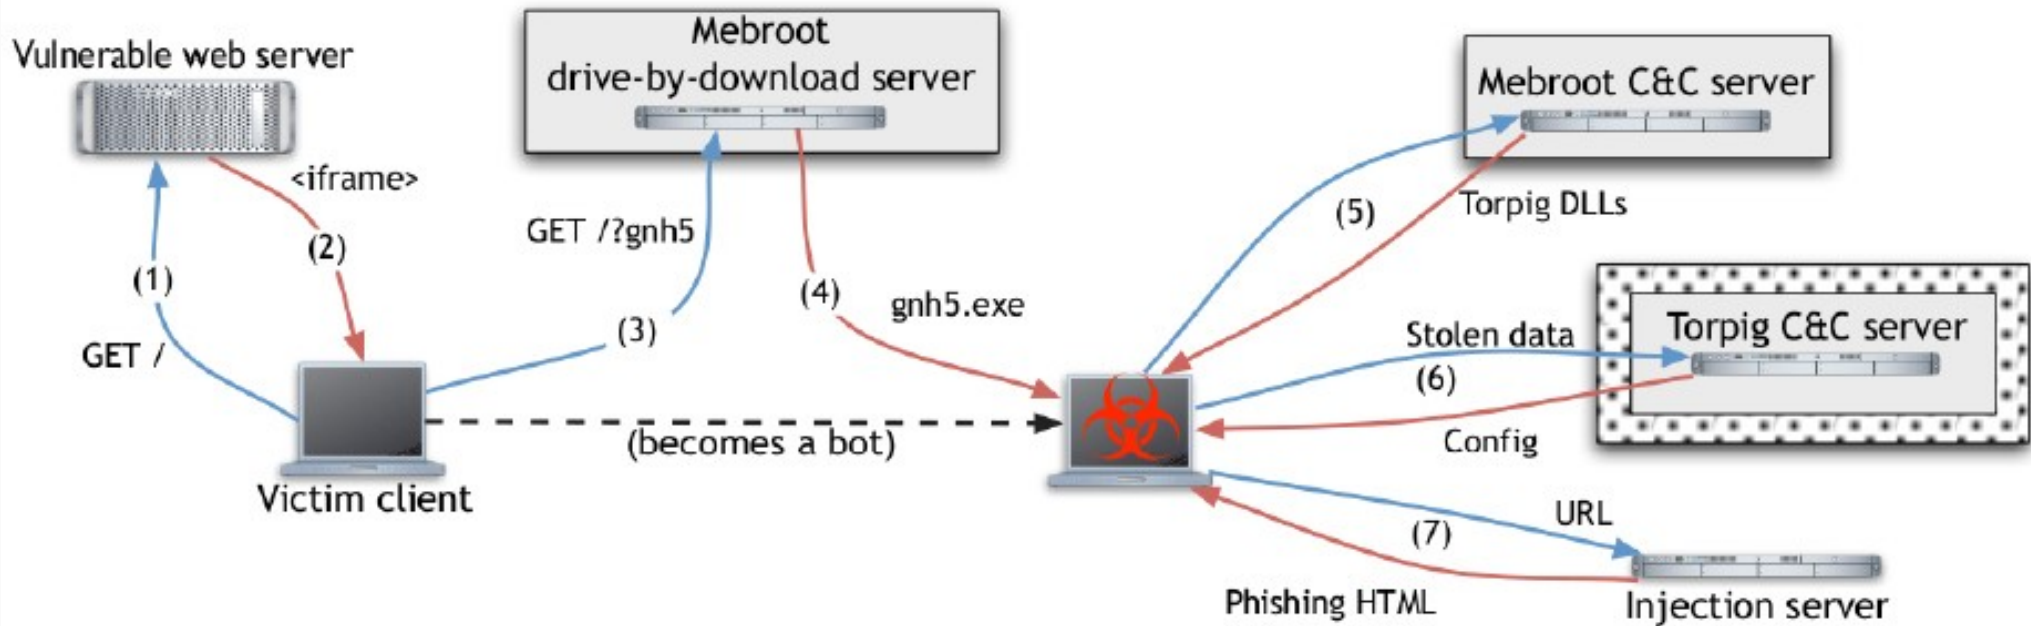 Vulnerable web server
Mebroot
drive-by-download server
Mebroot C&C server
<iframe>
(1)
(2)
GET /
GET /?gnh5
(3)
(4)
gnh5.exe
Victim client
(becomes a bot)
(5)
Torpig DLLs
Torpig C&C server
Stolen data
(6)
Config
URL
(7)
Phishing HTML
Injection server